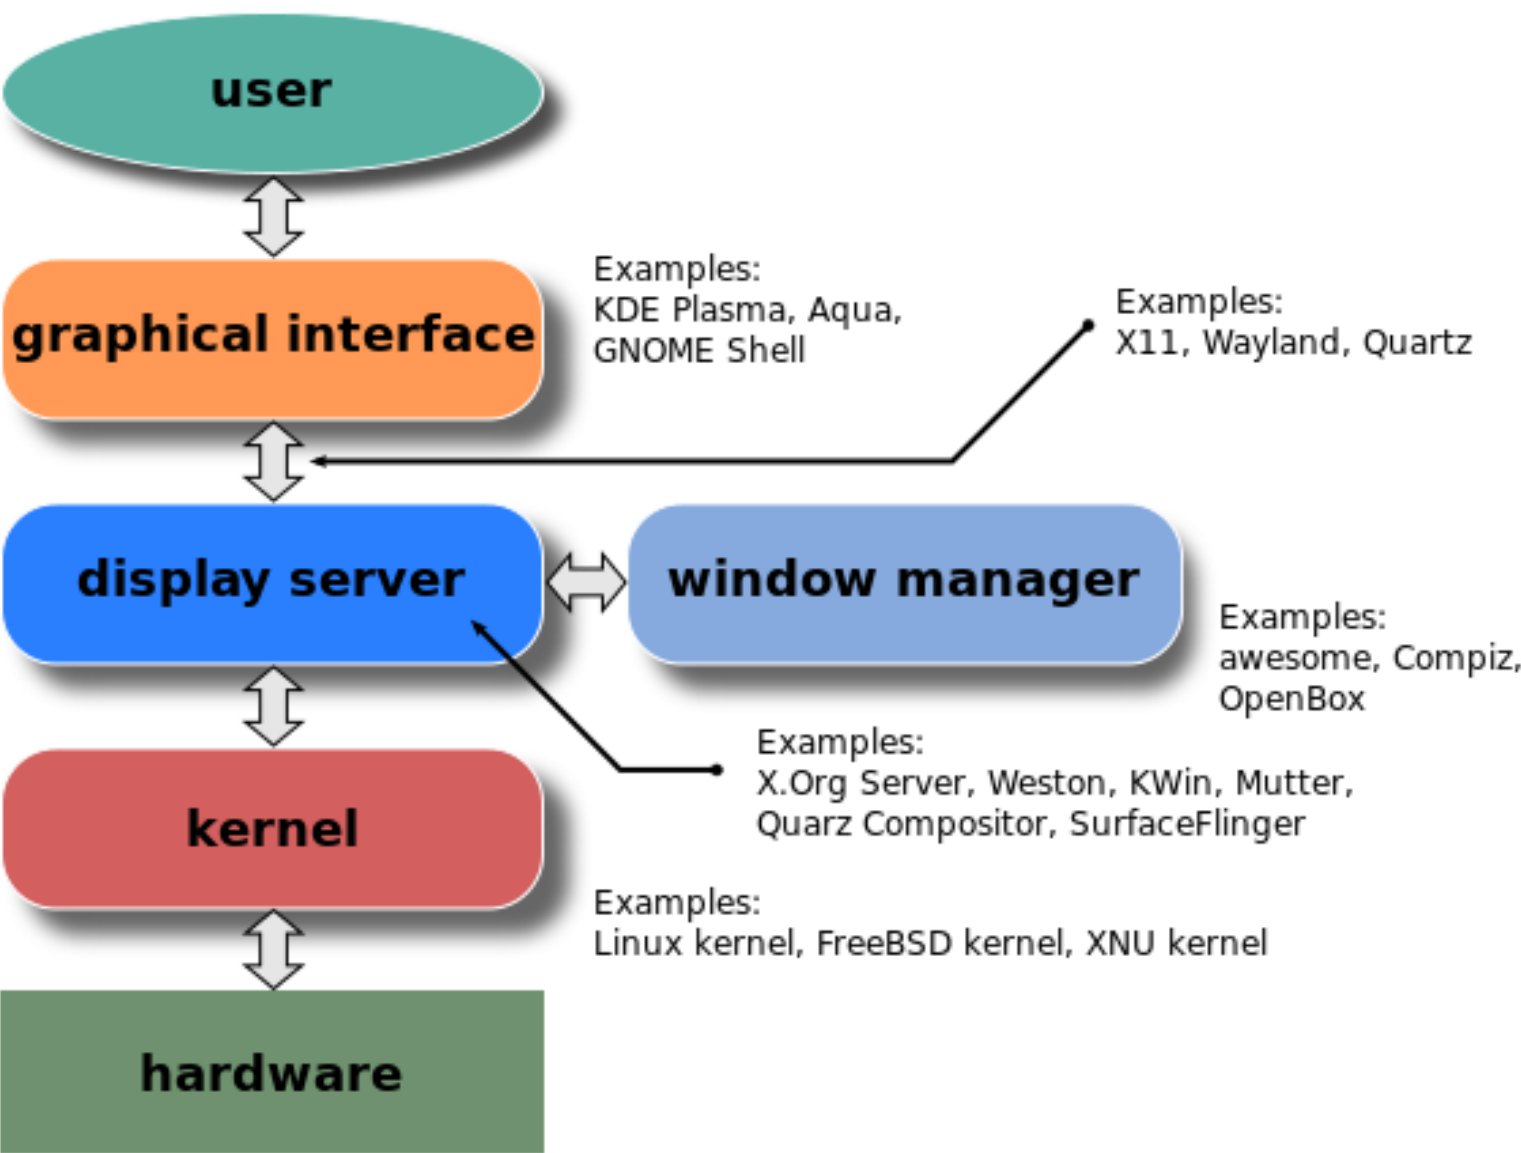 user
graphical interface
Examples:
KDE Plasma, Aqua,
GNOME Shell
Examples:
X11, Wayland, Quartz
display server
window manager
Examples:
awesome, Compiz,
OpenBox
Examples:
X.Org Server, Weston, KWin, Mutter,
Quarz Compositor, SurfaceFlinger
kernel
Examples:
Linux kernel, FreeBSD kernel, XNU kernel
hardware